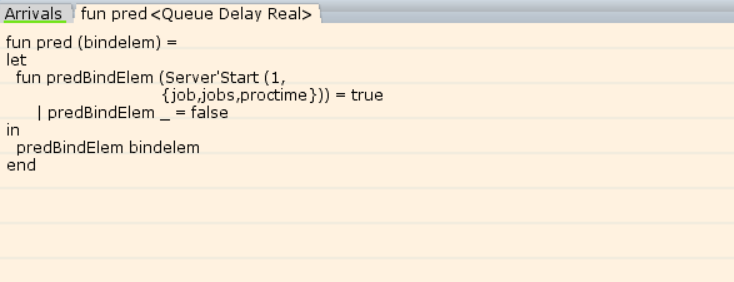 Arrivals fun pred <Queue Delay Real>
fun pred (bindelem) =
let
fun predBindElem (Server'Start (1,
{job,jobs,proctime})) = true
| predBindElem _ = false
in
predBindElem bindelem
end